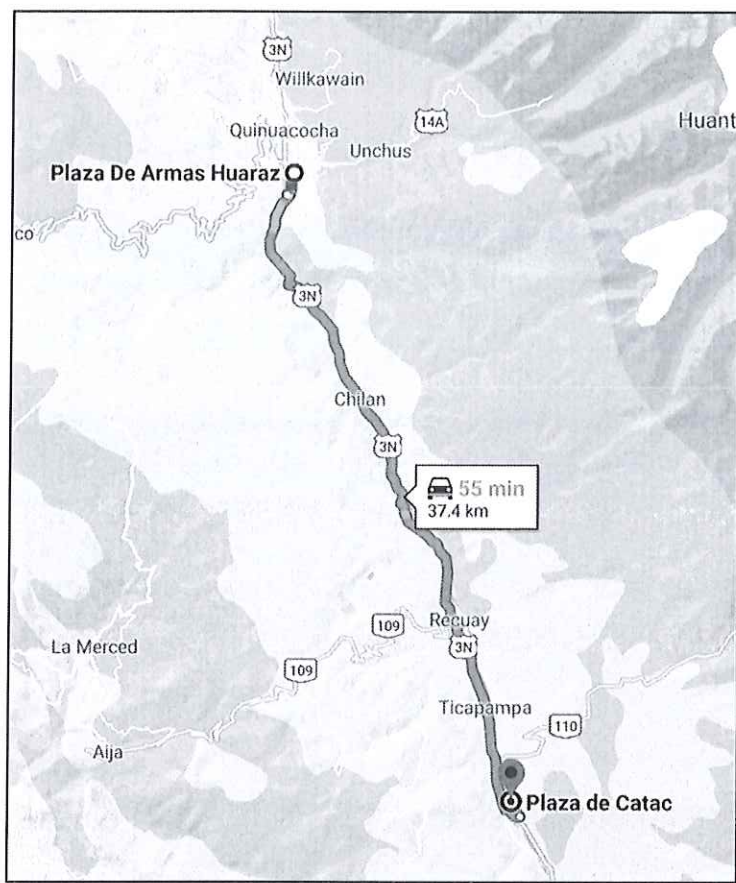 3N
Willkawain
14A
Quinuacocha
Huant
Unchus
Plaza De Armas Huaraz
co
3N
Chilan
3N
55 min
37.4 km
Recuay
109
3N
La Merced
109
Ticapampa
110
Aija
Plaza de Catac